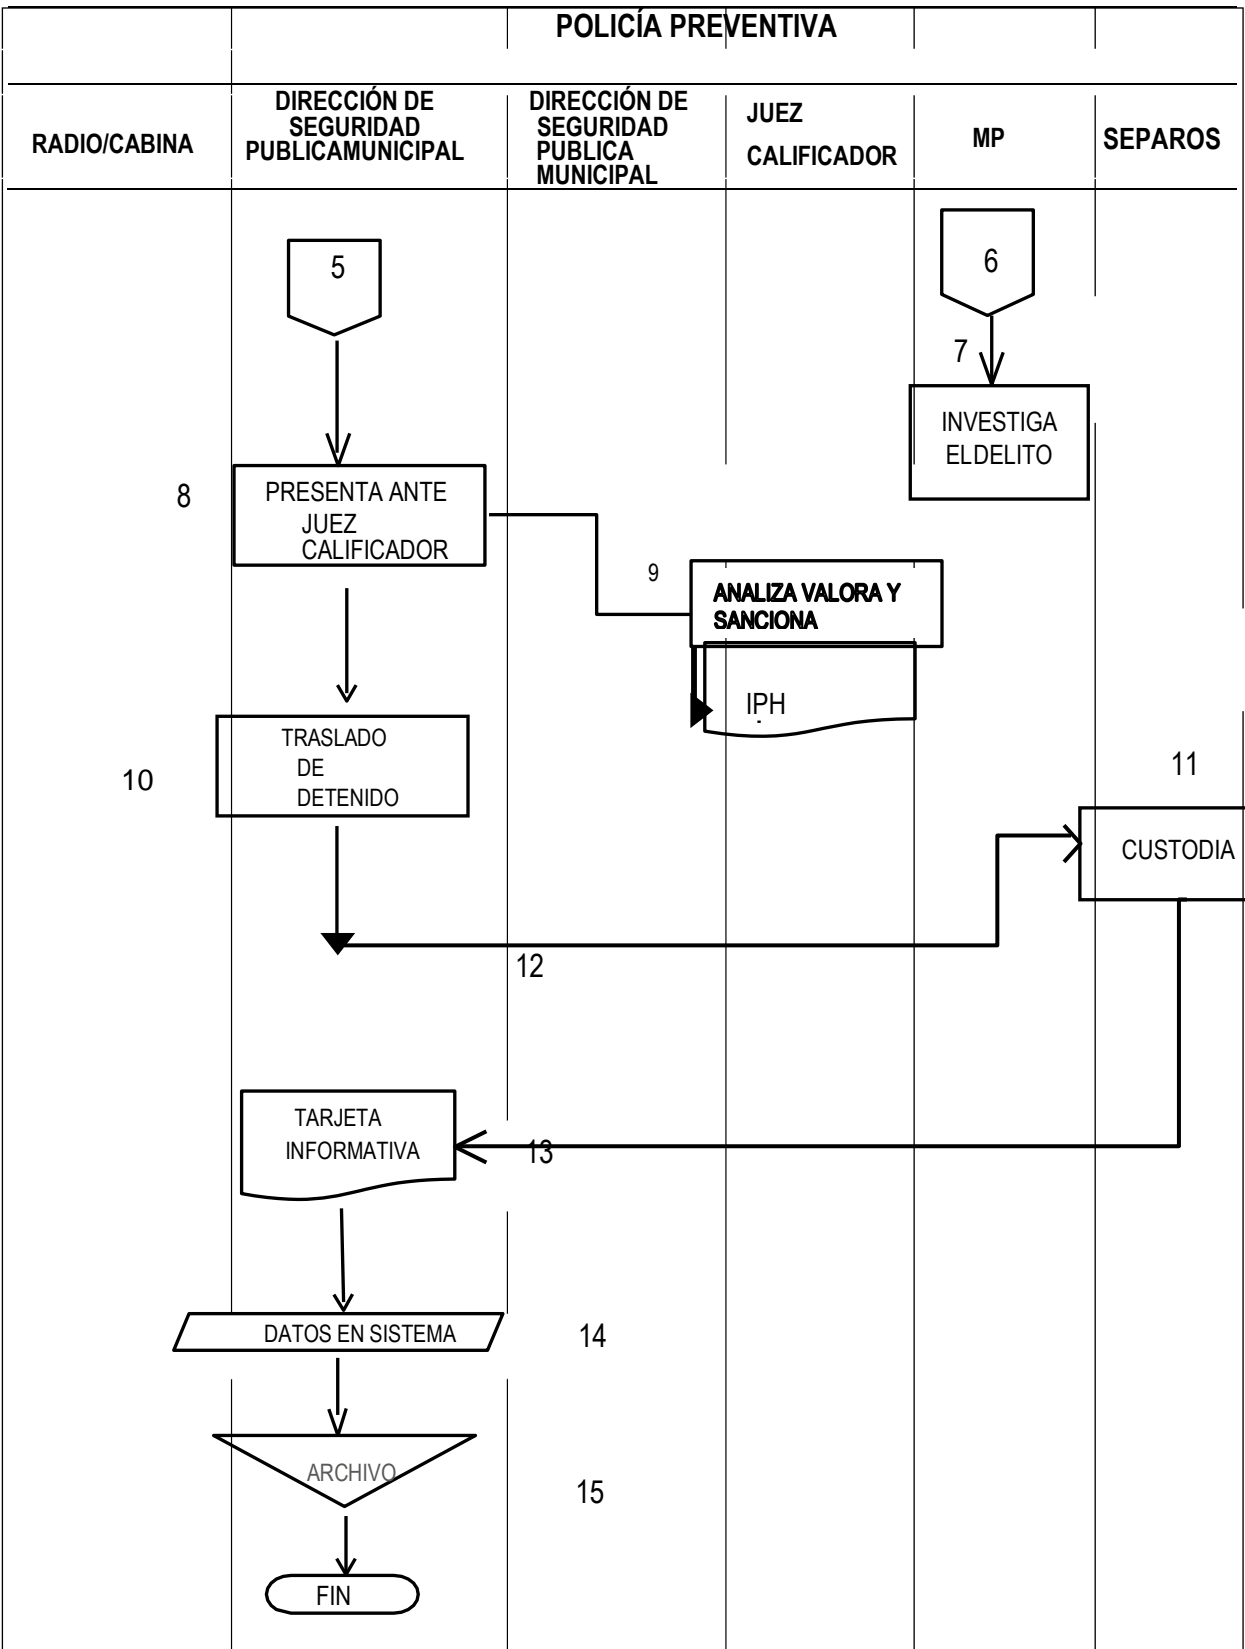 POLICÍA PREVENTIVA
RADIO/CABINA
DIRECCIÓN DE
SEGURIDAD
PUBLICAMUNICIPAL
DIRECCIÓN DE
SEGURIDAD
PUBLICA
MUNICIPAL
JUEZ
CALIFICADOR
MP
SEPAROS
5
6
7
INVESTIGA
ELDELITO
8
PRESENTA ANTE
JUEZ
CALIFICADOR
9
ANALIZA VALORA Y
SANCIONA
IPH
TRASLADO
DE
DETENIDO
10
11
CUSTODIA
12
TARJETA
INFORMATIVA
13
DATOS EN SISTEMA
14
ARCHIVO
15
FIN